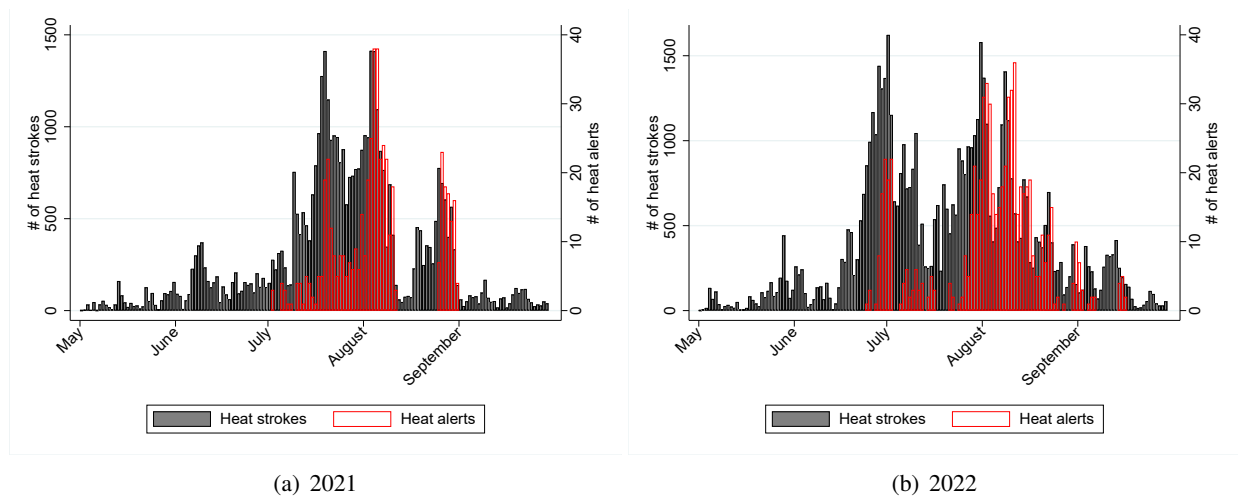 # of heat strokes
1500
1000
500
0
40
30
20
10
0
# of heat alerts
May
June
July
August
September
Heat strokes
Heat alerts
(a) 2021
# of heat strokes
1500
1000
500
0
40
30
20
10
0
# of heat alerts
May
June
July
August
September
Heat strokes
Heat alerts
(b) 2022